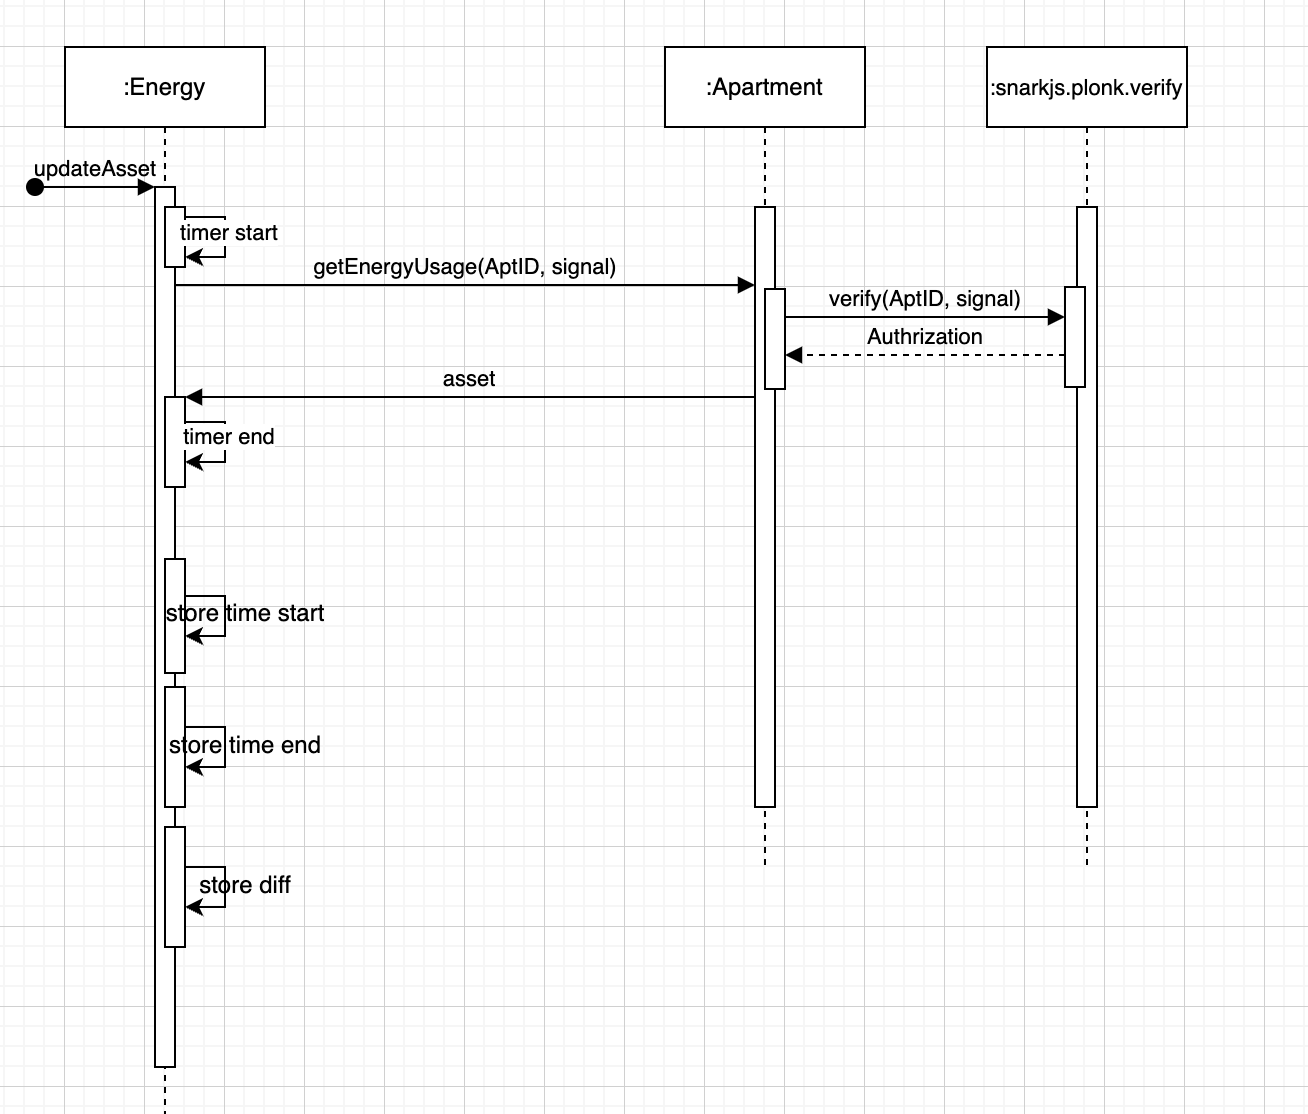 :Energy
:Apartment
:snarkjs.plonk.verify
updateAsset
timer start
getEnergyUsage(AptID, signal)
verify(AptID, signal)
Authrization
asset
timer end
store time start
store time end
store diff